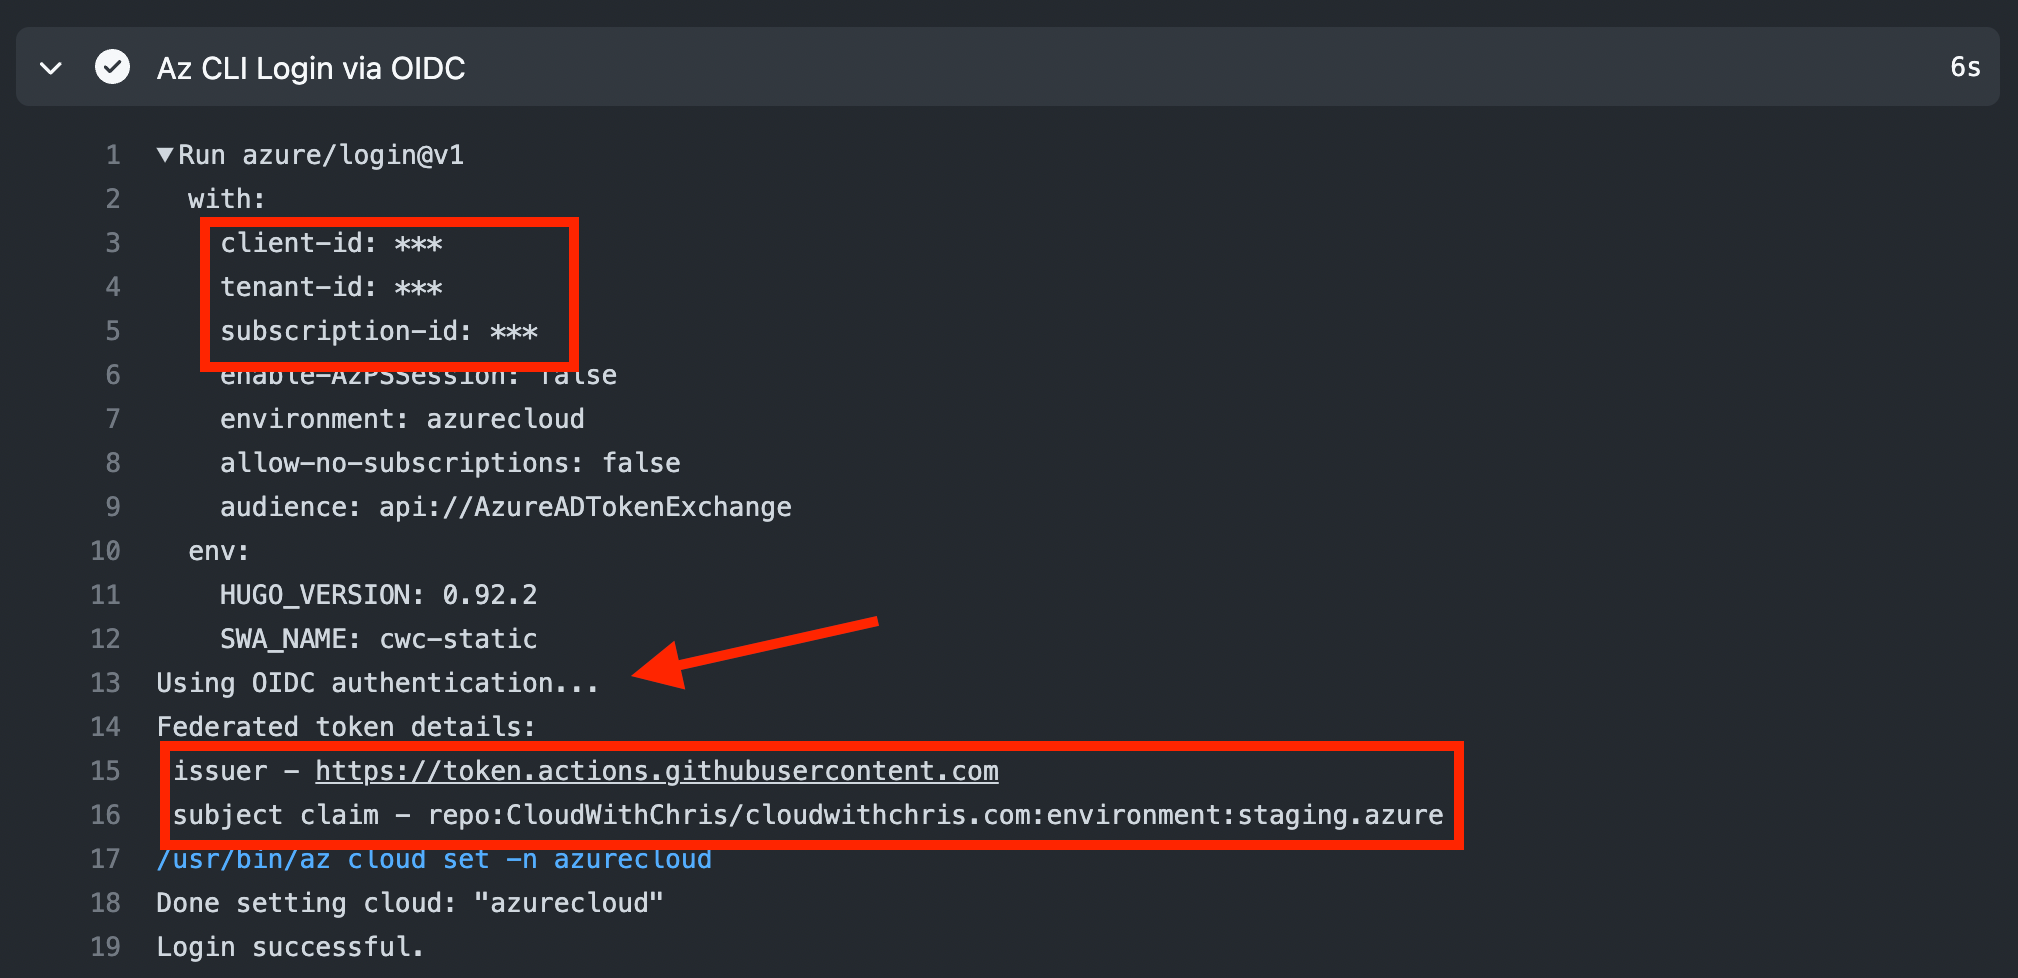 Az CLI Login via OIDC 6s
1 ▼Run azure/login@v1
2 with:
3 client-id: ***
4 tenant-id: ***
5 subscription-id: ***
6 enable-AzPSSession: false
7 environment: azurecloud
8 allow-no-subscriptions: false
9 audience: api://AzureADTokenExchange
10 env:
11 HUGO_VERSION: 0.92.2
12 SWA_NAME: cwc-static
13 Using OIDC authentication...
14 Federated token details:
15 issuer - https://token.actions.githubusercontent.com
16 subject claim - repo:CloudWithChris/cloudwithchris.com:environment:staging.azure
17 /usr/bin/az cloud set -n azurecloud
18 Done setting cloud: "azurecloud"
19 Login successful.